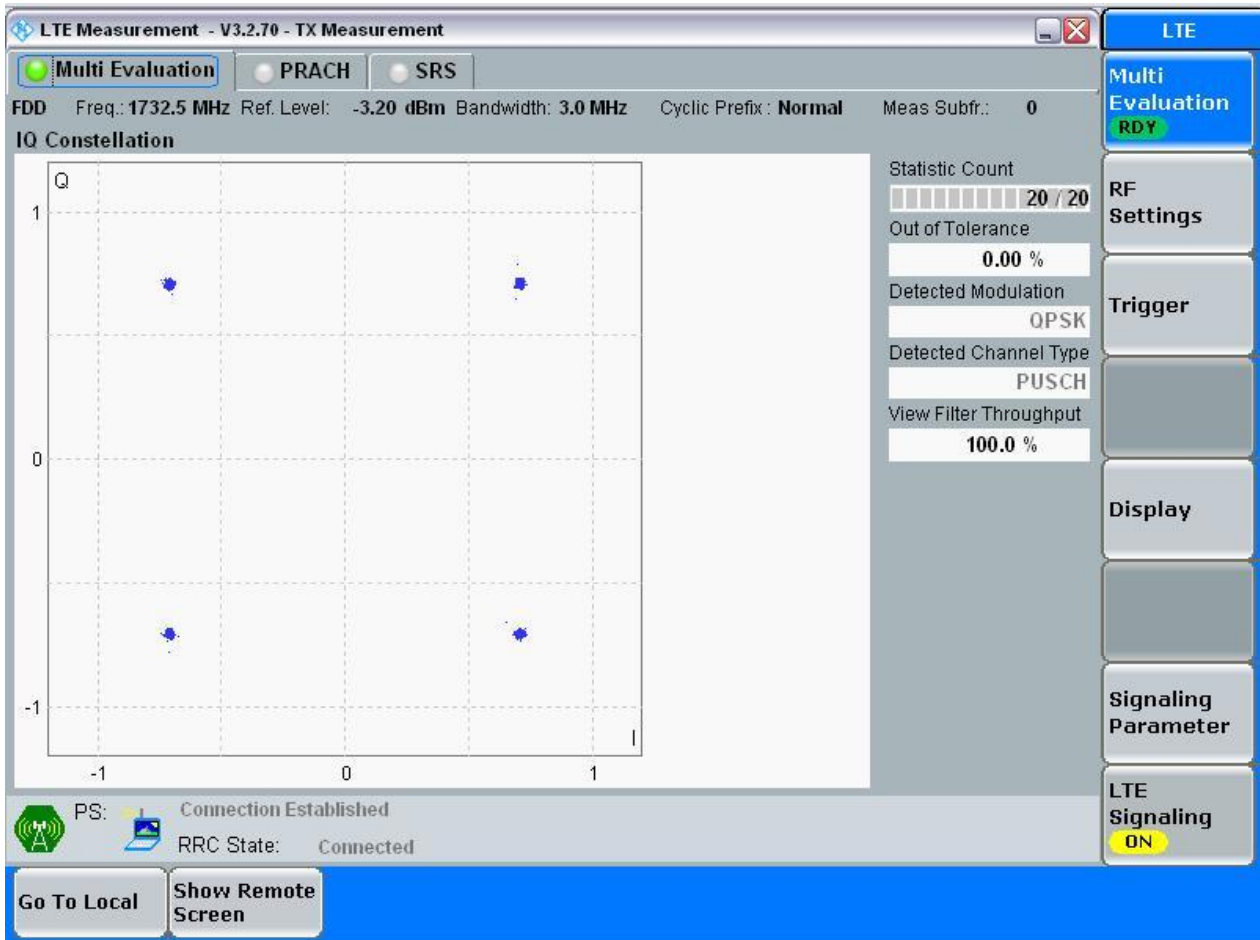 LTE Measurement - V3.2.70 - TX Measurement
LTE
Multi Evaluation PRACH SRS
FDD Freq.: 1732.5 MHz Ref. Level: -3.20 dBm Bandwidth: 3.0 MHz Cyclic Prefix : Normal Meas Subfr.: 0
IQ Constellation
Q
1
0
-1
I
-1 0 1
Statistic Count
20 / 20
Out of Tolerance
0.00 %
Detected Modulation
QPSK
Detected Channel Type
PUSCH
View Filter Throughput
100.0 %
Multi
Evaluation
RDY
RF
Settings
Trigger
Display
Signaling
Parameter
LTE
Signaling
ON
PS: Connection Established
RRC State: Connected
Go To Local
Show Remote
Screen